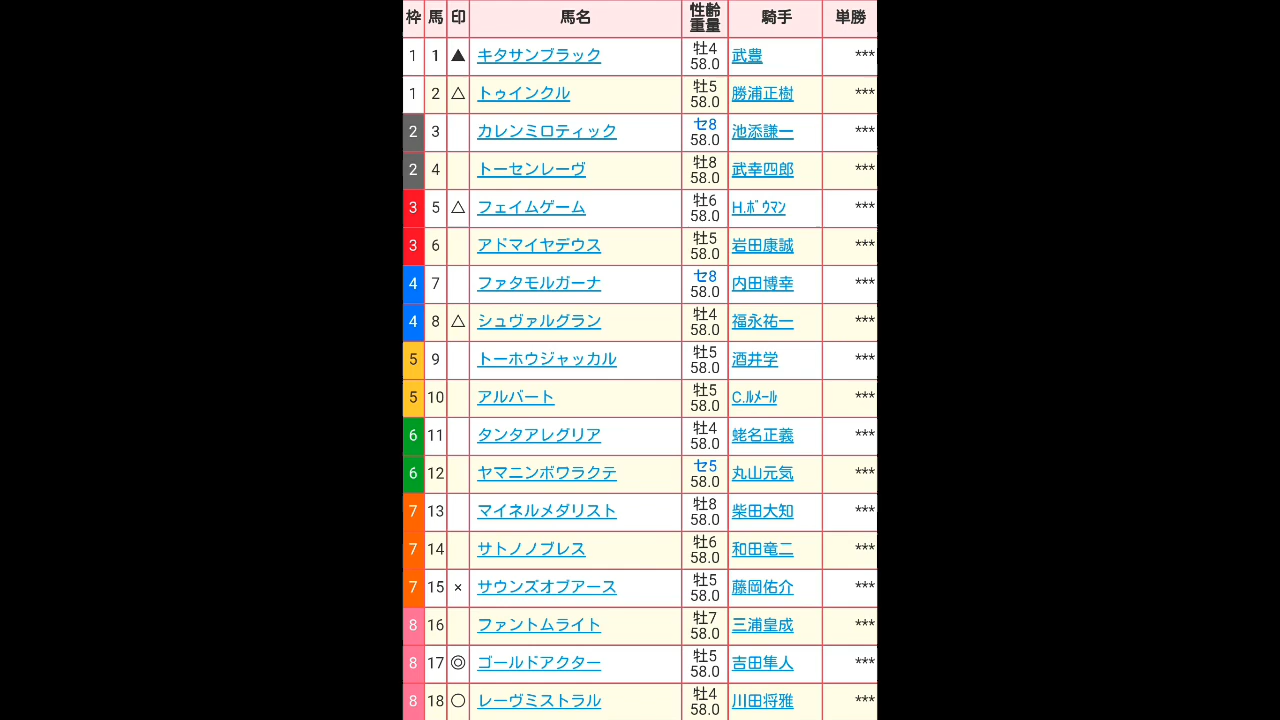 枠 馬 印 馬名 性齢 重量 騎手 単勝
1 1 ▲ キタサンブラック 牡4 58.0 武豊 ***
1 2 △ トゥインクル 牡5 58.0 勝浦正樹 ***
2 3 カレンミロティック セ8 58.0 池添謙一 ***
2 4 トーセンレーヴ 牡8 58.0 武幸四郎 ***
3 5 △ フェイムゲーム 牡6 58.0 H.ﾎﾞｳﾏﾝ ***
3 6 アドマイヤデウス 牡5 58.0 岩田康誠 ***
4 7 ファタモルガーナ セ8 58.0 内田博幸 ***
4 8 △ シュヴァルグラン 牡4 58.0 福永祐一 ***
5 9 トーホウジャッカル 牡5 58.0 酒井学 ***
5 10 アルバート 牡5 58.0 C.ﾙﾒｰﾙ ***
6 11 タンタアレグリア 牡4 58.0 蛯名正義 ***
6 12 ヤマニンボワラクテ セ5 58.0 丸山元気 ***
7 13 マイネルメダリスト 牡8 58.0 柴田大知 ***
7 14 サトノノブレス 牡6 58.0 和田竜二 ***
7 15 × サウンズオブアース 牡5 58.0 藤岡佑介 ***
8 16 ファントムライト 牡7 58.0 三浦皇成 ***
8 17 ◎ ゴールドアクター 牡5 58.0 吉田隼人 ***
8 18 ○ レーヴミストラル 牡4 58.0 川田将雅 ***